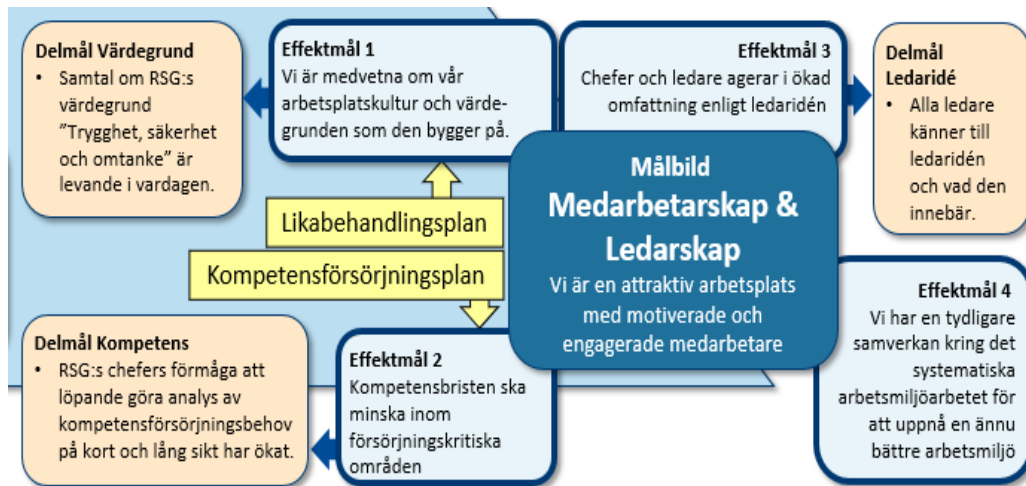 Delmål Värdegrund
• Samtal om RSG:s
värdegrund
”Trygghet, säkerhet
och omtanke” är
levande i vardagen.
Effektmål 1
Vi är medvetna om vår
arbetsplatskultur och värde-
grunden som den bygger på.
Effektmål 3
Chefer och ledare agerar i ökad
omfattning enligt ledaridén
Delmål
Ledaridé
• Alla ledare
känner till
ledaridén
och vad den
innebär.
Likabehandlingsplan
Kompetensförsörjningsplan
Målbild
Medarbetarskap &
Ledarskap
Vi är en attraktiv arbetsplats
med motiverade och
engagerade medarbetare
Delmål Kompetens
• RSG:s chefers förmåga att
löpande göra analys av
kompetensförsörjningsbehov
på kort och lång sikt har ökat.
Effektmål 2
Kompetensbristen ska
minska inom
försörjningskritiska
områden
Effektmål 4
Vi har en tydligare
samverkan kring det
systematiska
arbetsmiljöarbetet för
att uppnå en ännu
bättre arbetsmiljö